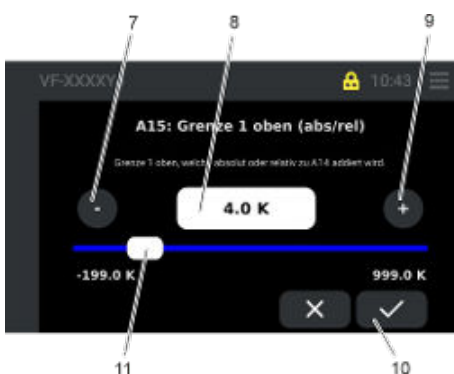 7 8 9
VF-XXXXY 10:43
A15: Grenze 1 oben (abs/rel)
Grenze 1 oben, welche absolut oder relativ zu A14 addiert wird.
- 4.0 K +
-199.0 K 999.0 K
11 10